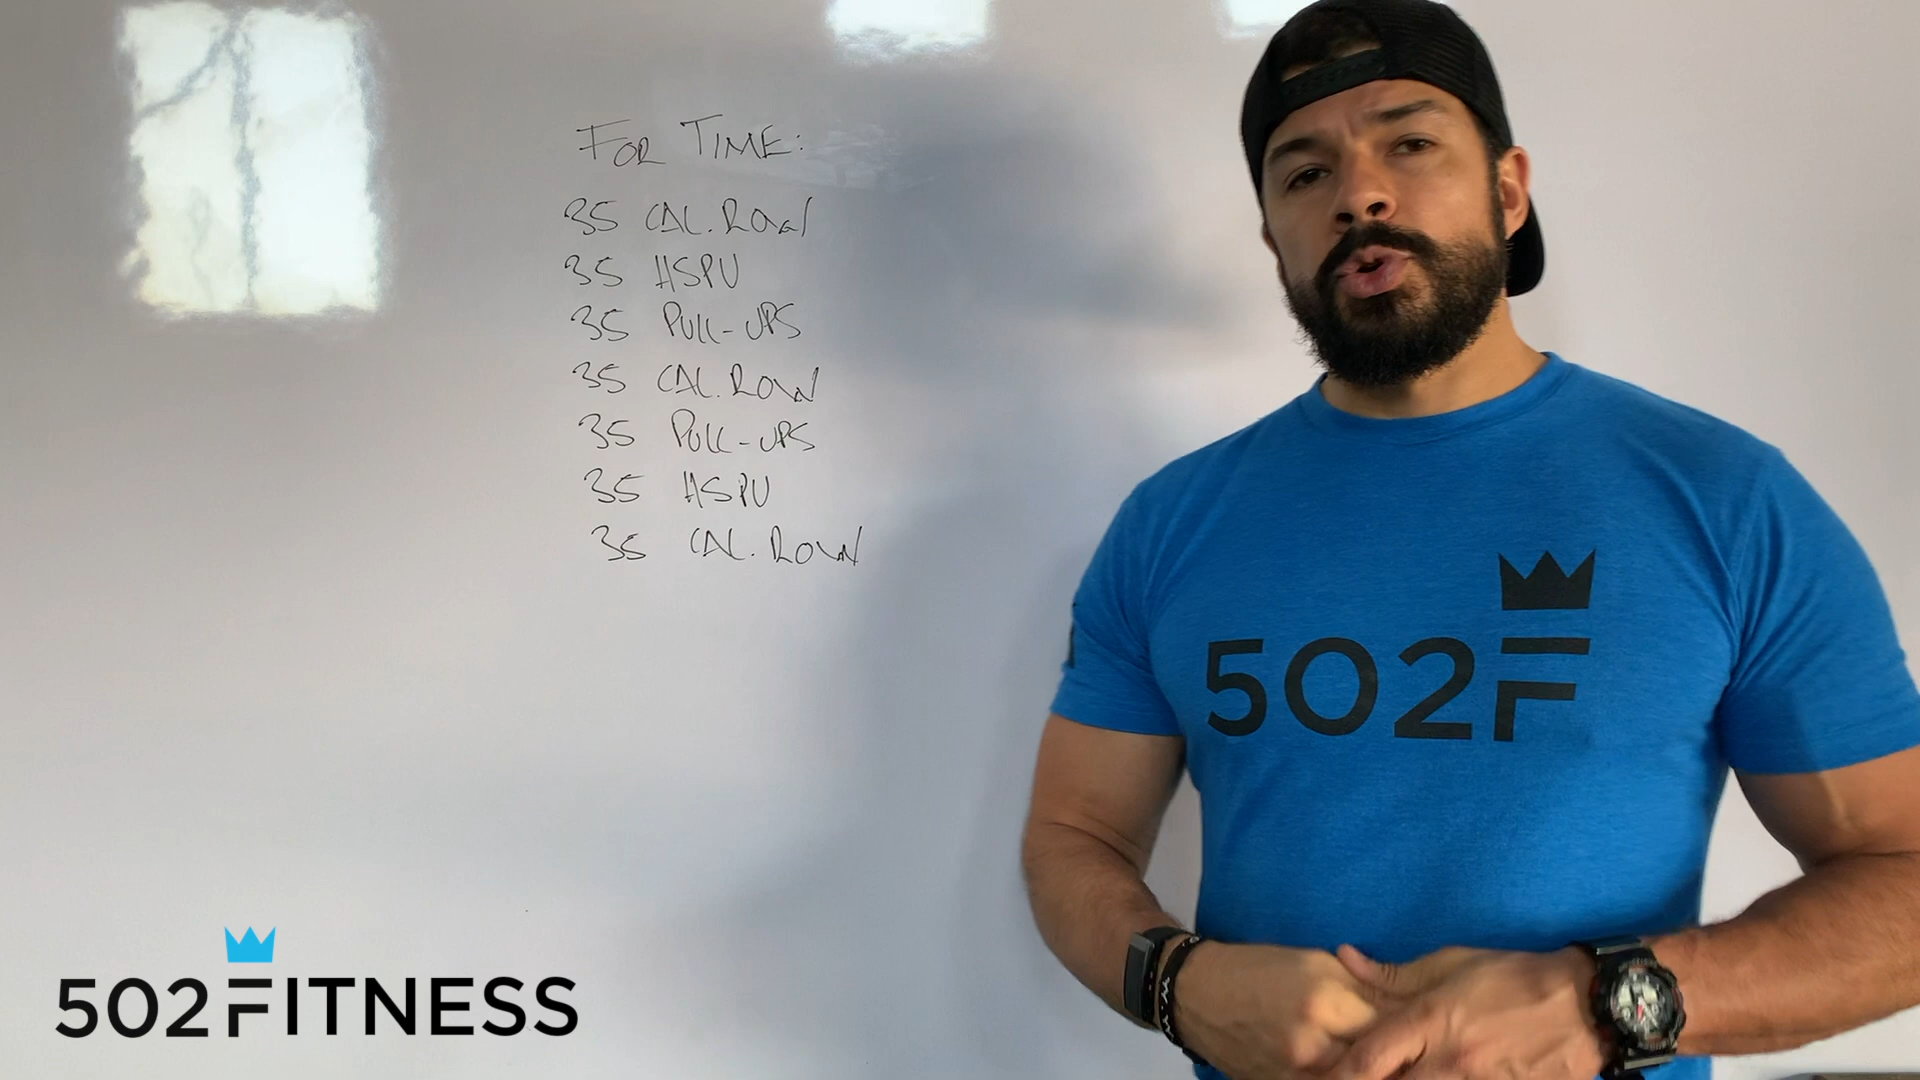 FOR TIME:
35 CAL. ROW
35 HSPU
35 PULL-UPS
35 CAL. ROW
35 PULL-UPS
35 HSPU
35 CAL. ROW
502F
502FITNESS